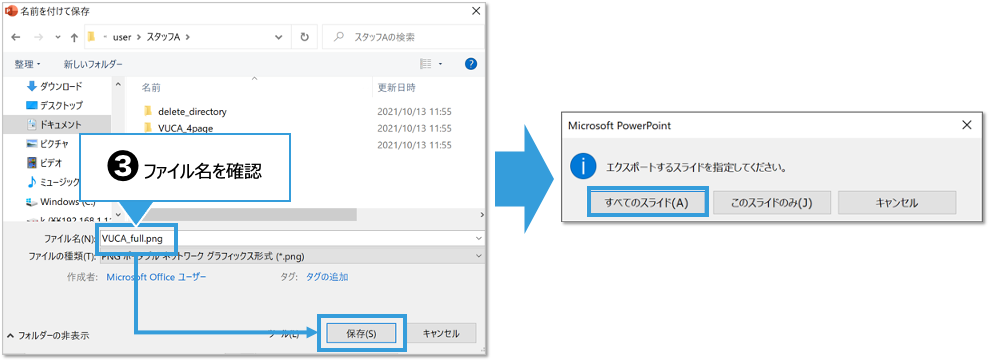 名前を付けて保存
user › スタッフA
スタッフAの検索
整理
新しいフォルダー
?
ダウンロード
デスクトップ
ドキュメント
ピクチャ
ビデオ
ミュージック
Windows (C:)
名前
更新日時
delete_directory
2021/10/13 11:55
VUCA_4page
2021/10/13 11:55
2021/10/13 11:55
❸ファイル名を確認
ファイル名(N):
VUCA_full.png
ファイルの種類(T):
PNG ポータブル ネットワーク グラフィックス形式 (*.png)
作成者:
Microsoft Office ユーザー
タグ:
タグの追加
フォルダーの非表示
ツール(L)
保存(S)
キャンセル
Microsoft PowerPoint
エクスポートするスライドを指定してください。
すべてのスライド(A)
このスライドのみ(J)
キャンセル